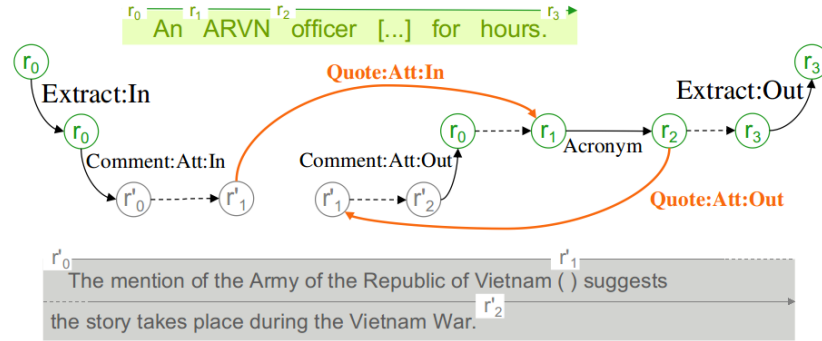 r0 r1 r2 r3
An ARVN officer [...] for hours.
r0 Quote:Att:In r3
Extract:In Extract:Out
r0 r0 r1 r2 r3
Acronym
Comment:Att:In Comment:Att:Out
r'0 r'1 r'1 r'2 Quote:Att:Out
r'0 r'1
The mention of the Army of the Republic of Vietnam ( ) suggests
r'2
the story takes place during the Vietnam War.